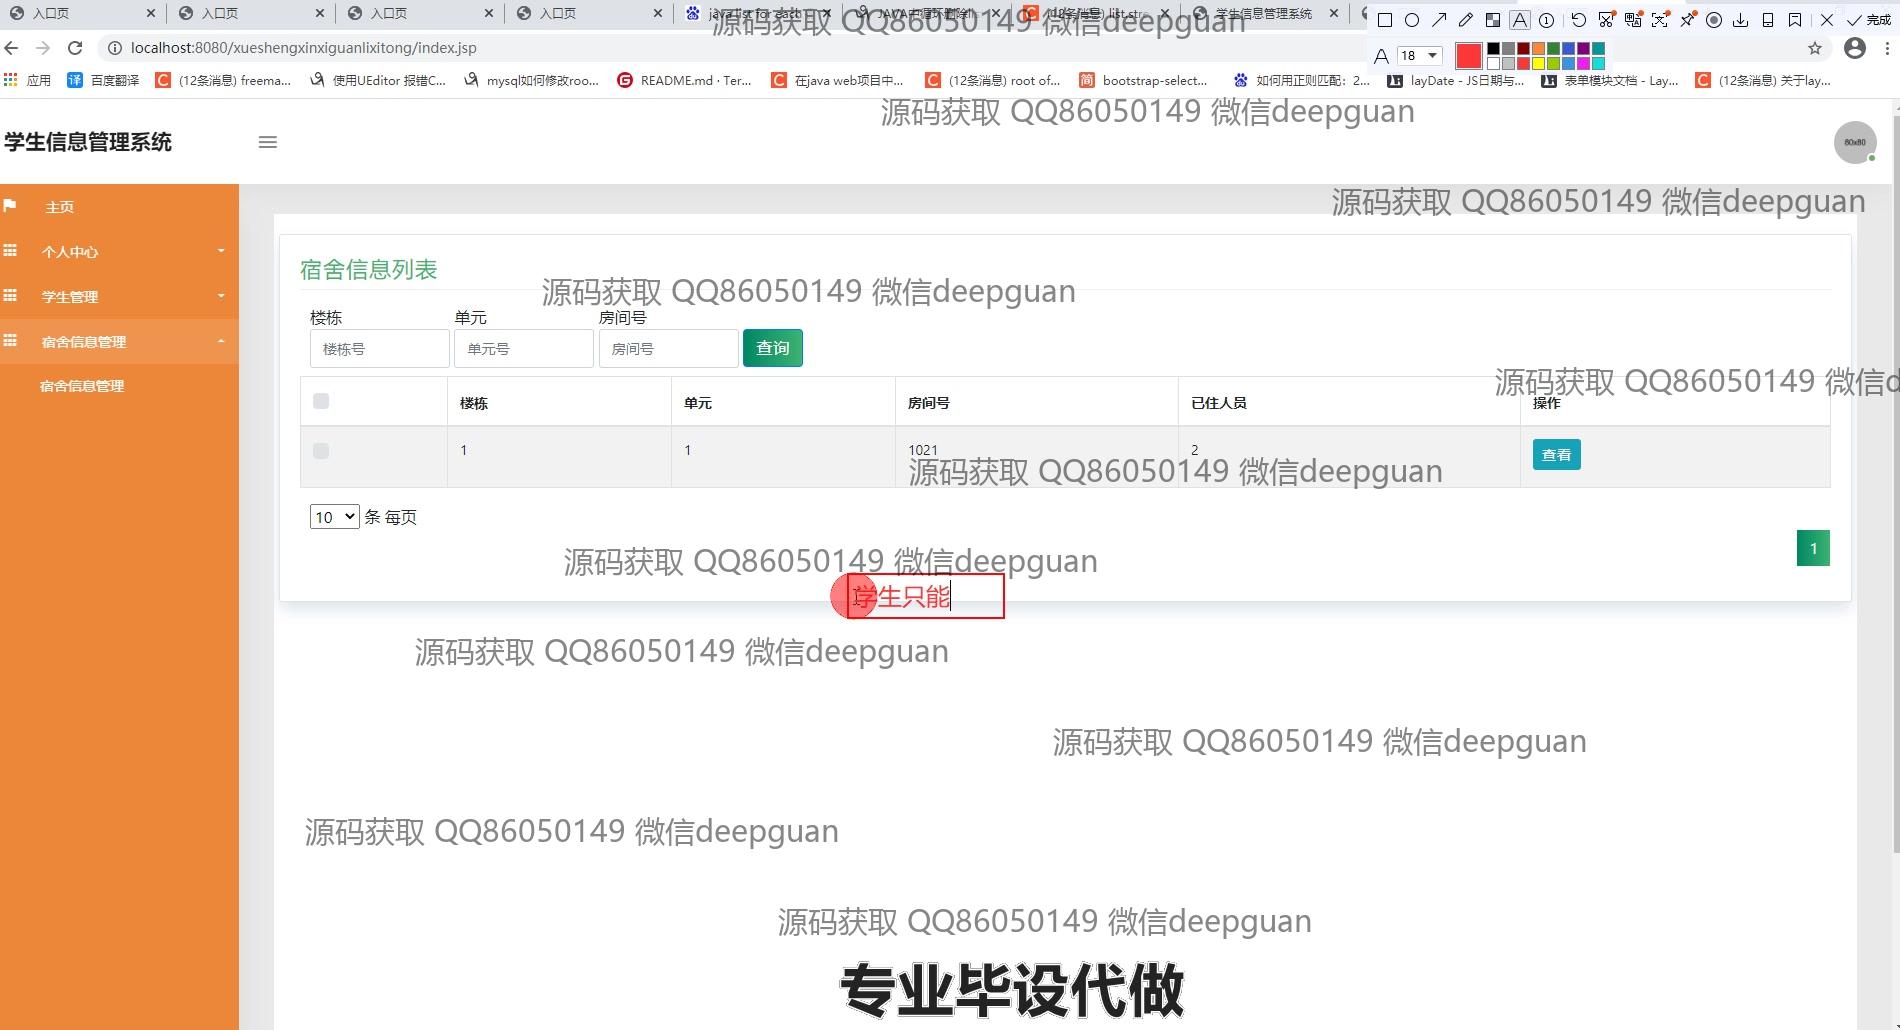 入口页
入口页
入口页
入口页
java list for each
JAVA中循环删除lis
(12条消息) list.stre
学生信息管理系统
源码获取 QQ86050149 微信deepguan
完成
localhost:8080/xueshengxinxiguanlixitong/index.jsp
18
应用
百度翻译
(12条消息) freema...
使用UEditor 报错C...
mysql如何修改roo...
README.md · Ter...
在java web项目中...
(12条消息) root of...
bootstrap-select...
如何用正则匹配：2...
layDate - JS日期与...
表单模块文档 - Lay...
(12条消息) 关于lay...
源码获取 QQ86050149 微信deepguan
学生信息管理系统
80x80
源码获取 QQ86050149 微信deepguan
主页
个人中心
学生管理
宿舍信息管理
宿舍信息管理
宿舍信息列表
源码获取 QQ86050149 微信deepguan
楼栋 单元 房间号
楼栋号 单元号 房间号 查询
源码获取 QQ86050149 微信d
楼栋 单元 房间号 已住人员 操作
1 1 1021 2 查看
源码获取 QQ86050149 微信deepguan
10 条 每页
1
源码获取 QQ86050149 微信deepguan
学生只能
源码获取 QQ86050149 微信deepguan
源码获取 QQ86050149 微信deepguan
源码获取 QQ86050149 微信deepguan
源码获取 QQ86050149 微信deepguan
专业毕设代做